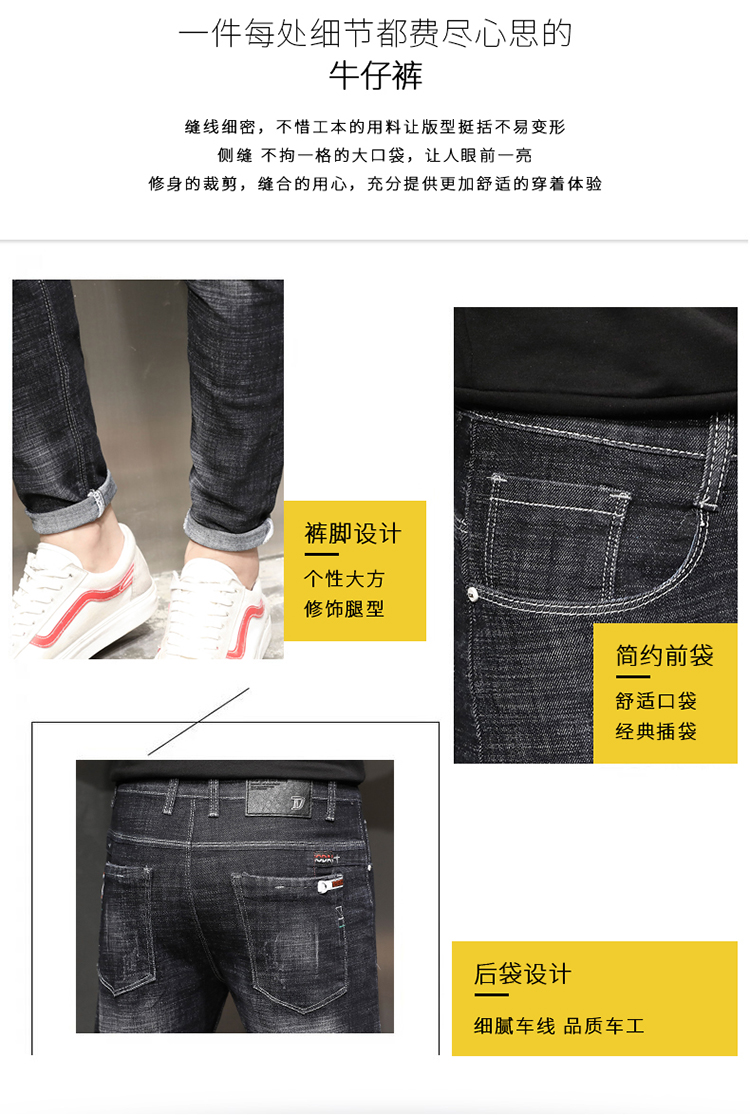 一件每处细节都费尽心思的
牛仔裤
缝线细密，不惜工本的用料让版型挺括不易变形
侧缝 不拘一格的大口袋，让人眼前一亮
修身的裁剪，缝合的用心，充分提供更加舒适的穿着体验
裤脚设计
个性大方
修饰腿型
简约前袋
舒适口袋
经典插袋
后袋设计
细腻车线 品质车工